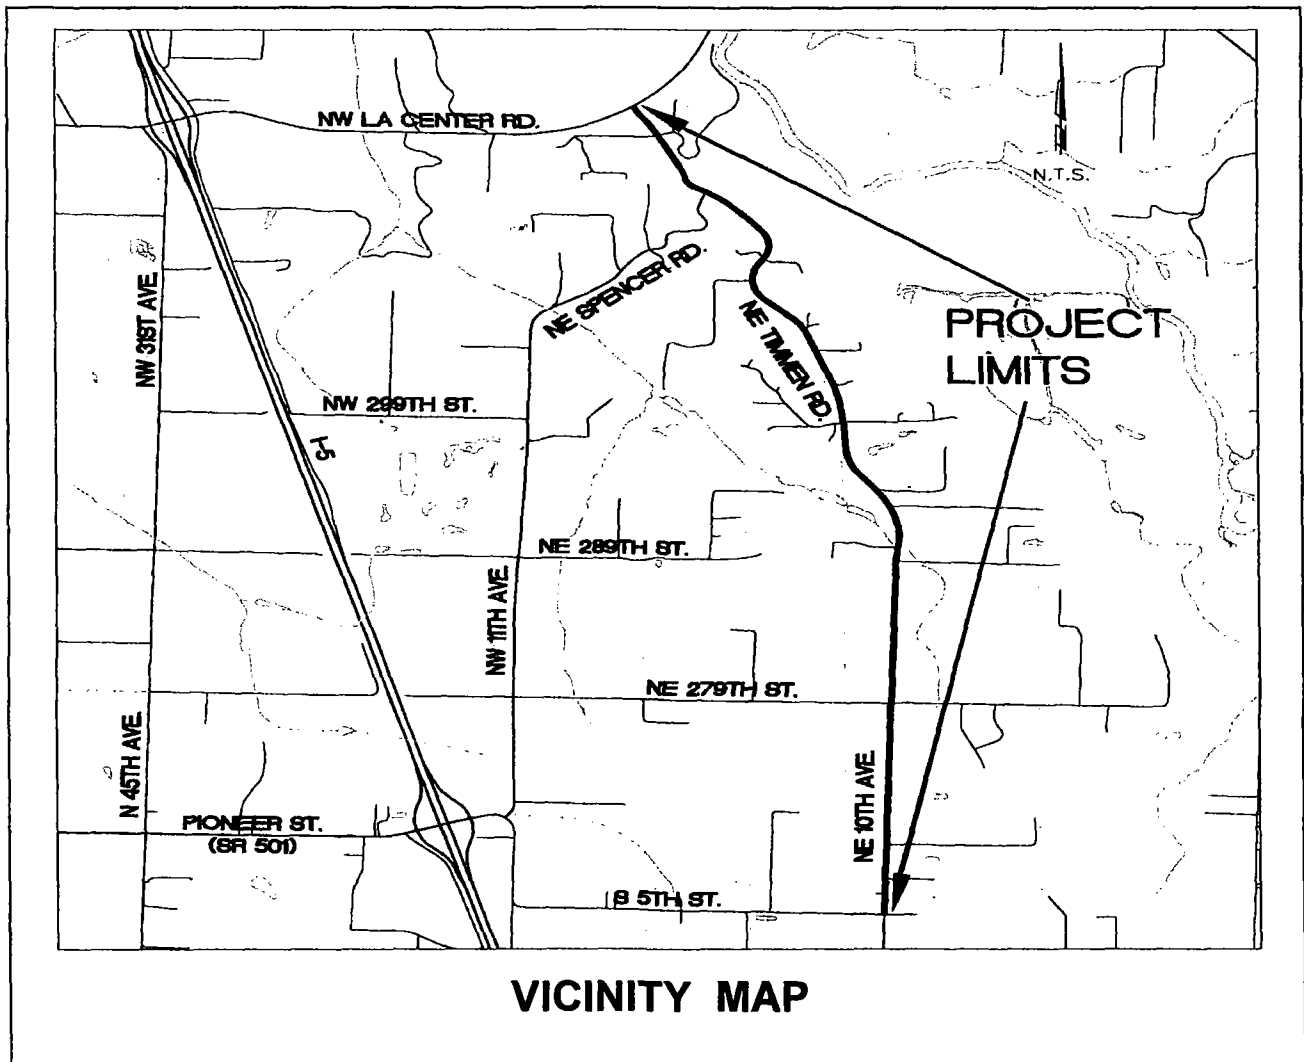 NW LA CENTER RD.
N.T.S.
NE SPENCER RD.
NW 31ST AVE.
NE TIMMEN RD.
PROJECT
LIMITS
NW 299TH ST.
I-5
NE 289TH ST.
NW 11TH AVE.
NE 279TH ST.
N 45TH AVE.
NE 10TH AVE.
PIONEER ST.
(SR 501)
S 5TH ST.
VICINITY MAP